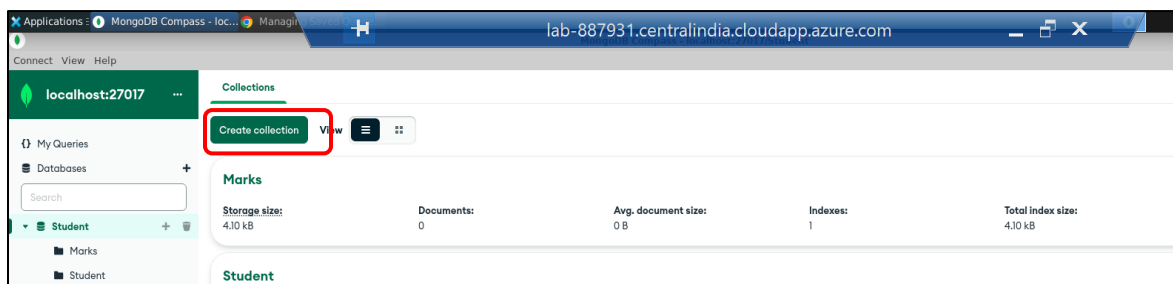 Applications MongoDB Compass - loc... Managing Saved
lab-887931.centralindia.cloudapp.azure.com
Connect View Help
localhost:27017 ...
Collections
Create collection View
{} My Queries
Databases +
Search
Marks
Storage size: Documents: Avg. document size: Indexes: Total index size:
4.10 kB 0 0 B 1 4.10 kB
Student +
Marks
Student
Student